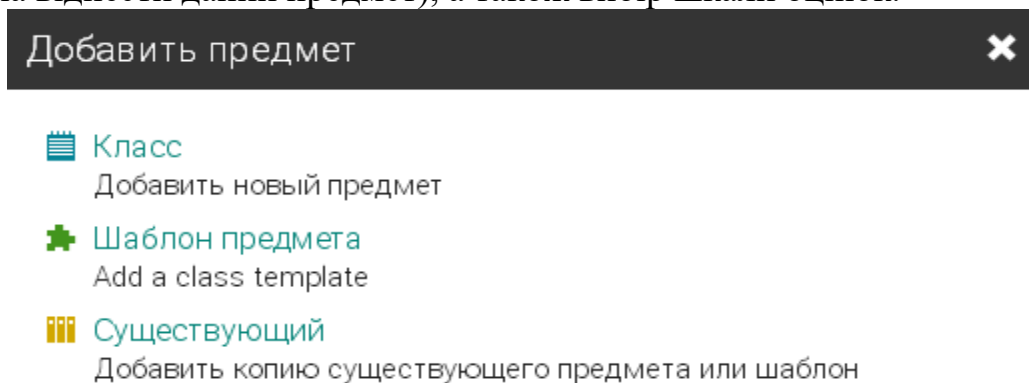 Добавить предмет
Класс
Добавить новый предмет
Шаблон предмета
Add a class template
Существующий
Добавить копию существующего предмета или шаблон